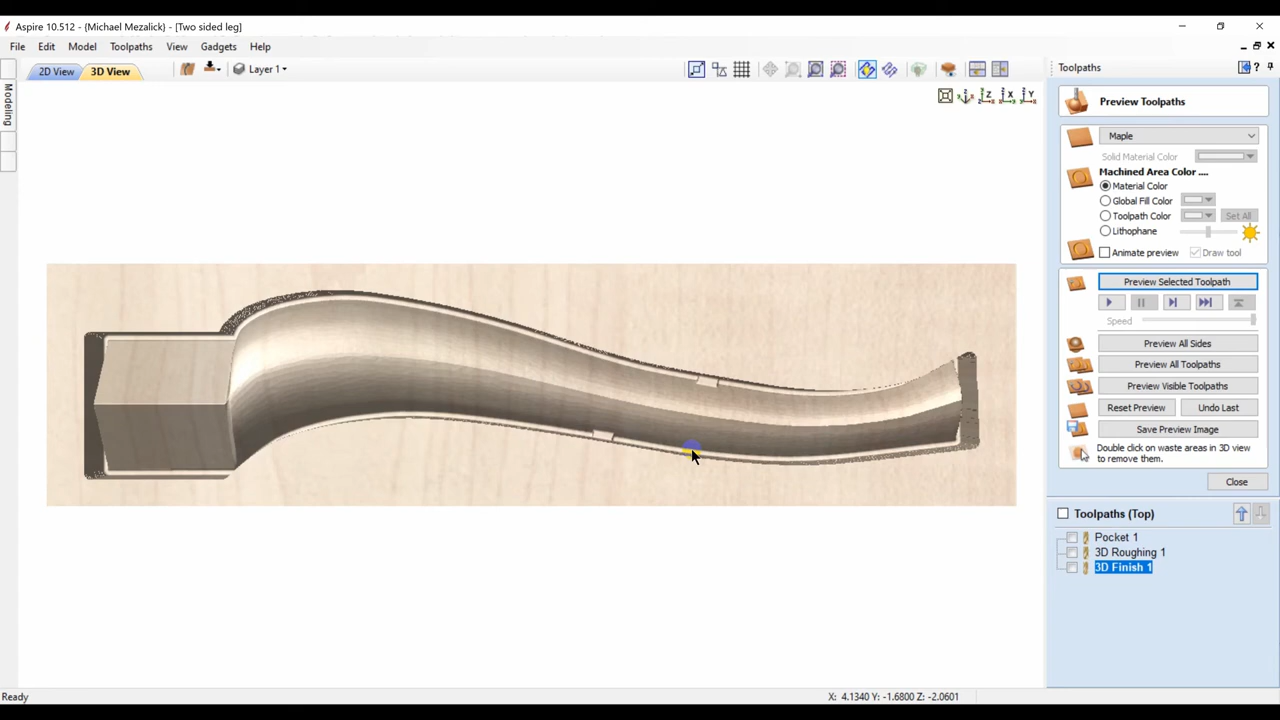 Aspire 10.512 - {Michael Mezalick} - [Two sided leg]
File Edit Model Toolpaths View Gadgets Help
2D View 3D View Layer 1
Toolpaths
Modeling
Preview Toolpaths
Maple
Solid Material Color
Machined Area Color ....
Material Color
Global Fill Color
Toolpath Color Set All
Lithophane
Animate preview Draw tool
Preview Selected Toolpath
Speed
Preview All Sides
Preview All Toolpaths
Preview Visible Toolpaths
Reset Preview Undo Last
Save Preview Image
Double click on waste areas in 3D view
to remove them.
Close
Toolpaths (Top)
Pocket 1
3D Roughing 1
3D Finish 1
Ready X: 4.1340 Y: -1.6800 Z: -2.0601